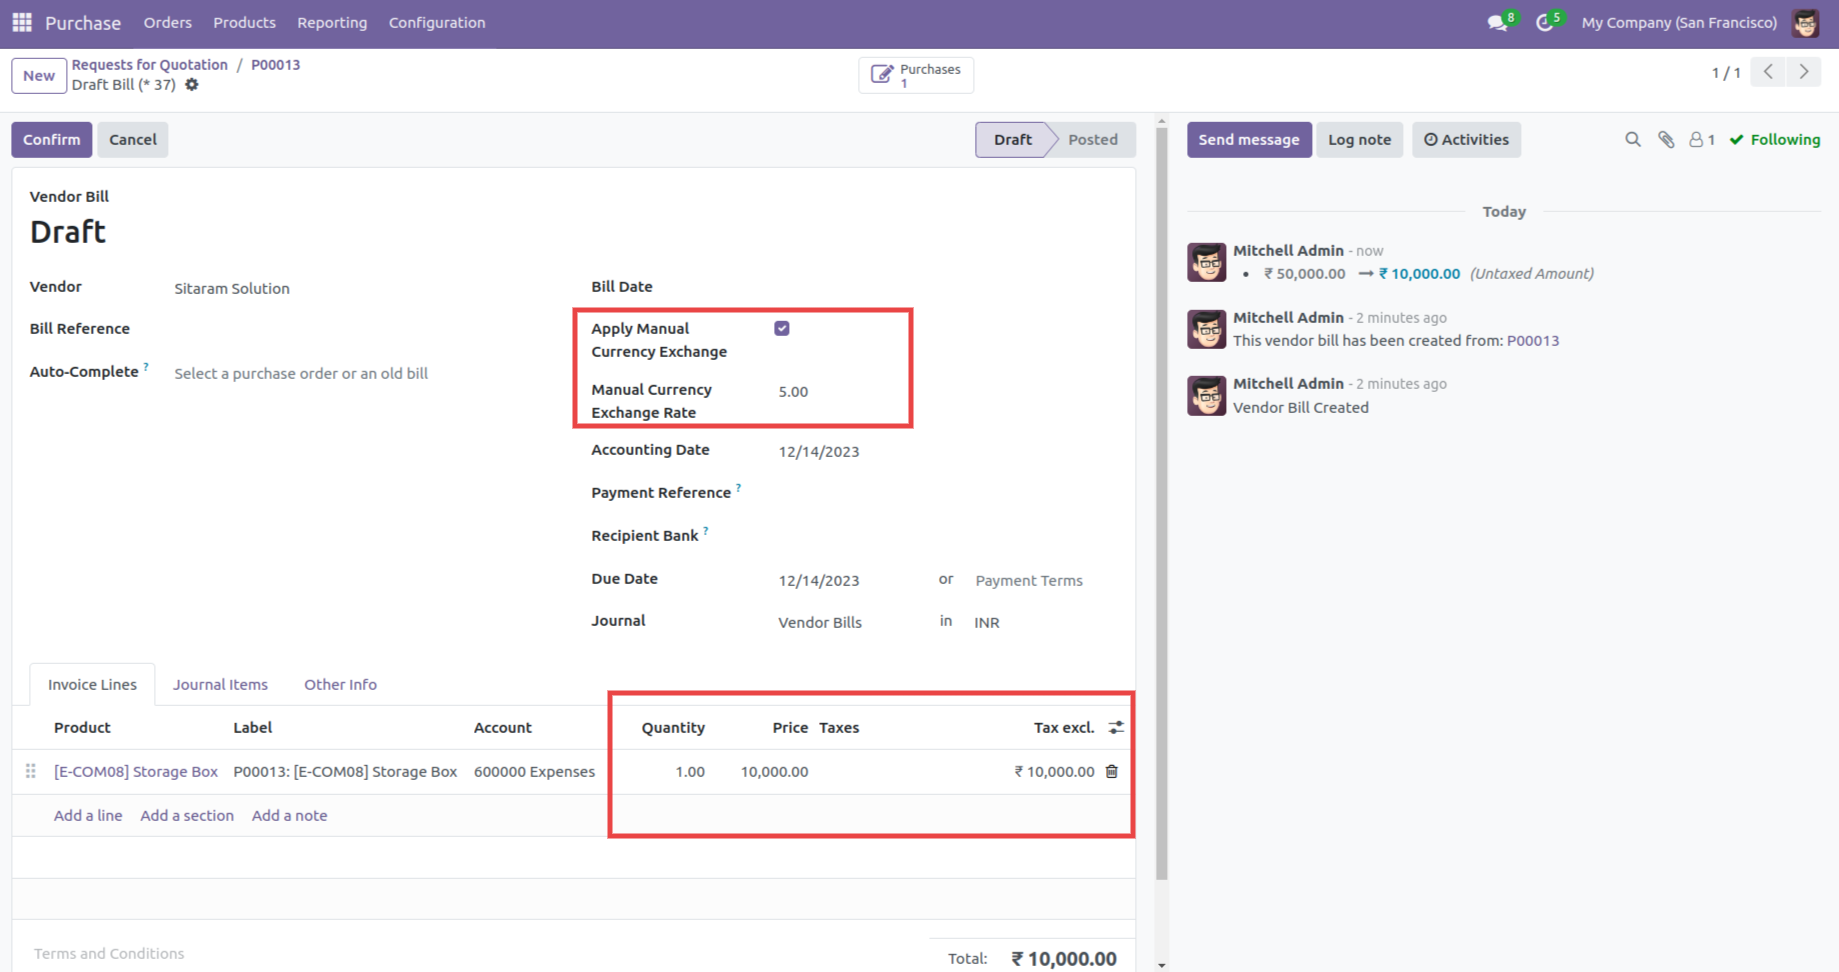 Purchase Orders Products Reporting Configuration 8 5 My Company (San Francisco)
New Requests for Quotation / P00013
Draft Bill (* 37)
Purchases
1
1 / 1
Confirm Cancel Draft Posted
Send message Log note Activities 1 Following
Vendor Bill
Draft
Vendor Sitaram Solution
Bill Reference
Auto-Complete ? Select a purchase order or an old bill
Bill Date
Apply Manual
Currency Exchange
Manual Currency
Exchange Rate 5.00
Accounting Date 12/14/2023
Payment Reference ?
Recipient Bank ?
Due Date 12/14/2023 or Payment Terms
Journal Vendor Bills in INR
Invoice Lines Journal Items Other Info
Product Label Account Quantity Price Taxes Tax excl.
[E-COM08] Storage Box P00013: [E-COM08] Storage Box 600000 Expenses 1.00 10,000.00 ₹ 10,000.00
Add a line Add a section Add a note
Terms and Conditions
Total: ₹ 10,000.00
Today
Mitchell Admin - now
• ₹ 50,000.00 → ₹ 10,000.00 (Untaxed Amount)
Mitchell Admin - 2 minutes ago
This vendor bill has been created from: P00013
Mitchell Admin - 2 minutes ago
Vendor Bill Created